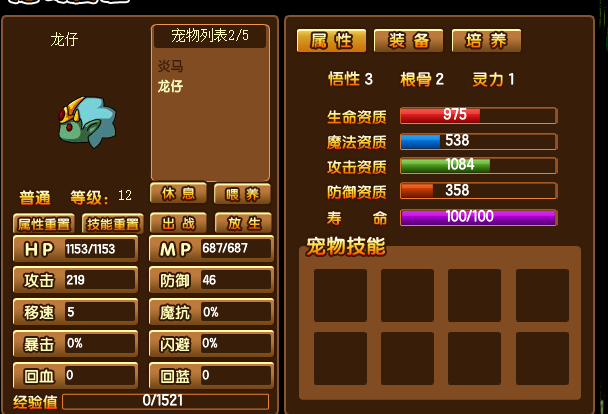 龙仔
宠物列表2/5
炎马
龙仔
普通 等级: 12
休息 喂养
属性重置 技能重置 出战 放生
HP 1153/1153 MP 687/687
攻击 219 防御 46
移速 5 魔抗 0%
暴击 0% 闪避 0%
回血 0 回蓝 0
经验值 0/1521
属性 装备 培养
悟性 3 根骨 2 灵力 1
生命资质 975
魔法资质 538
攻击资质 1084
防御资质 358
寿命 100/100
宠物技能